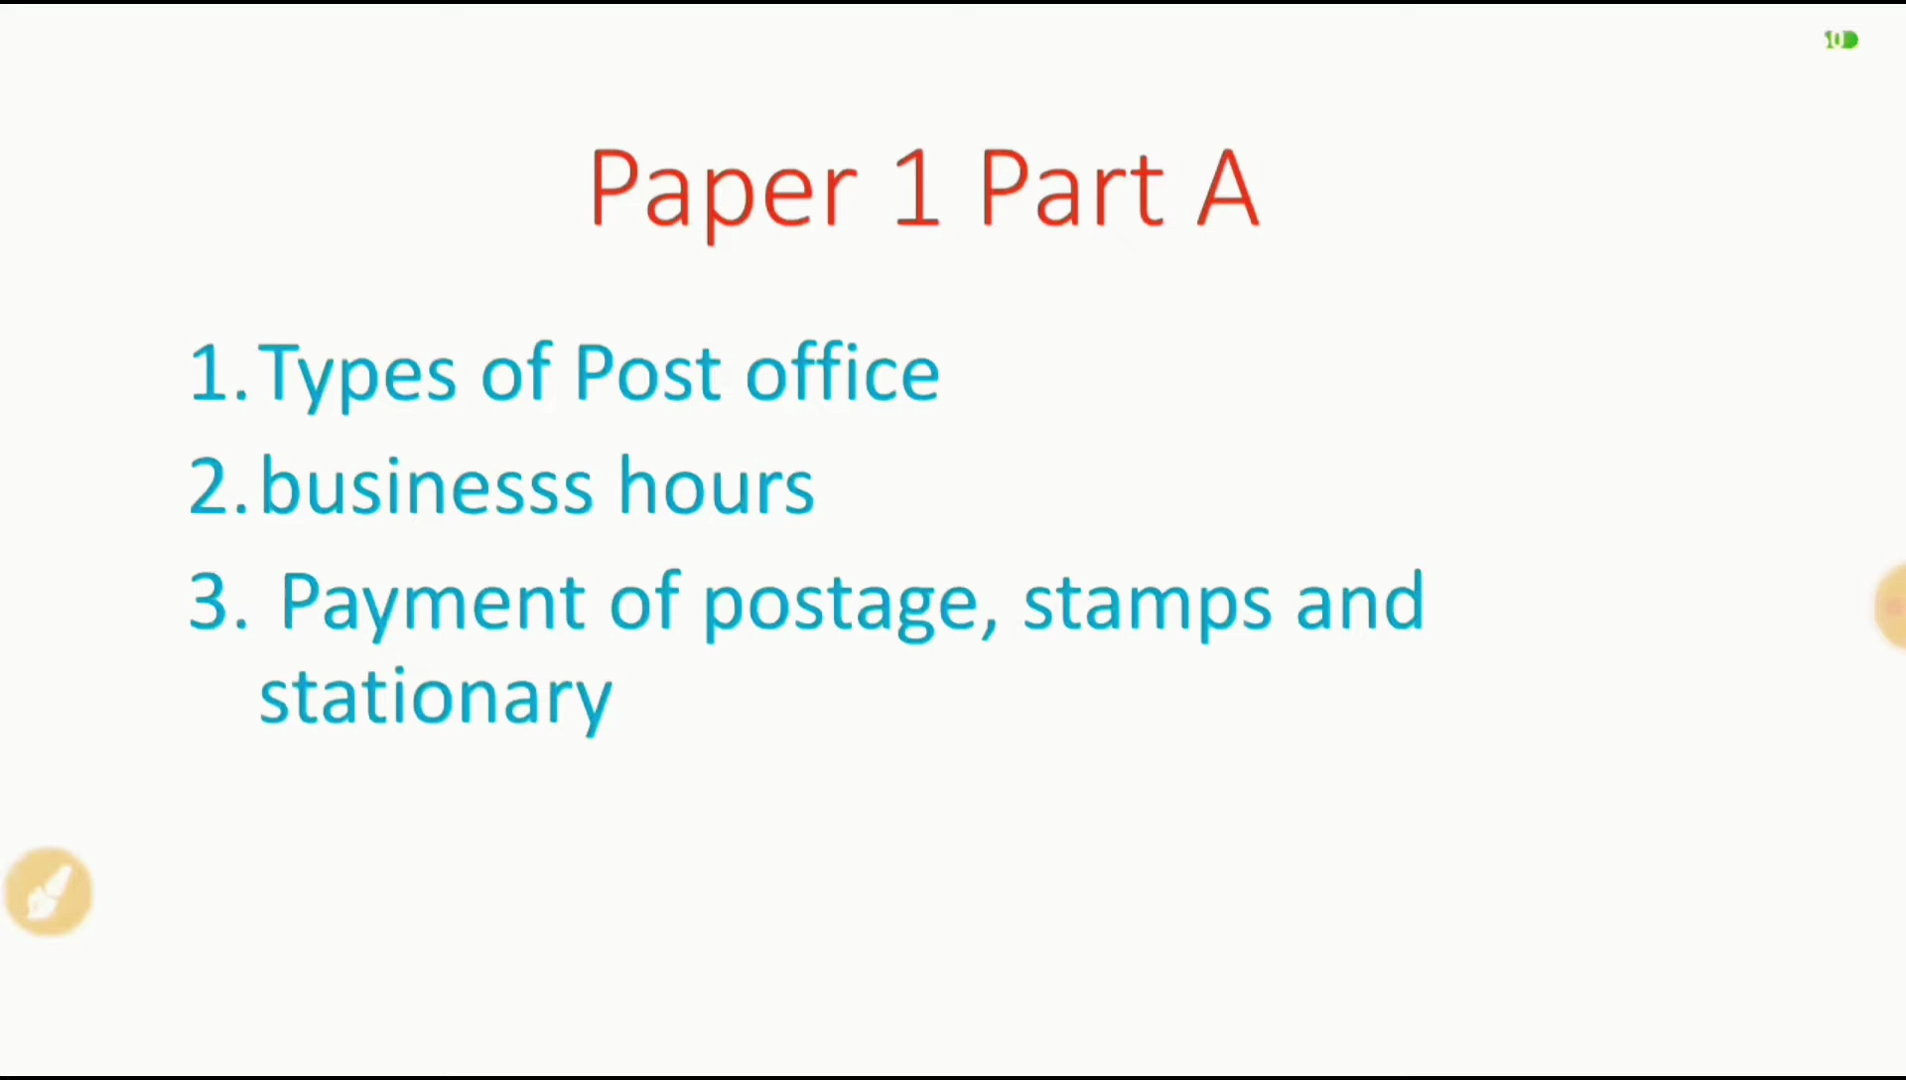 Paper 1 Part A
1. Types of Post office
2. businesss hours
3. Payment of postage, stamps and
stationary